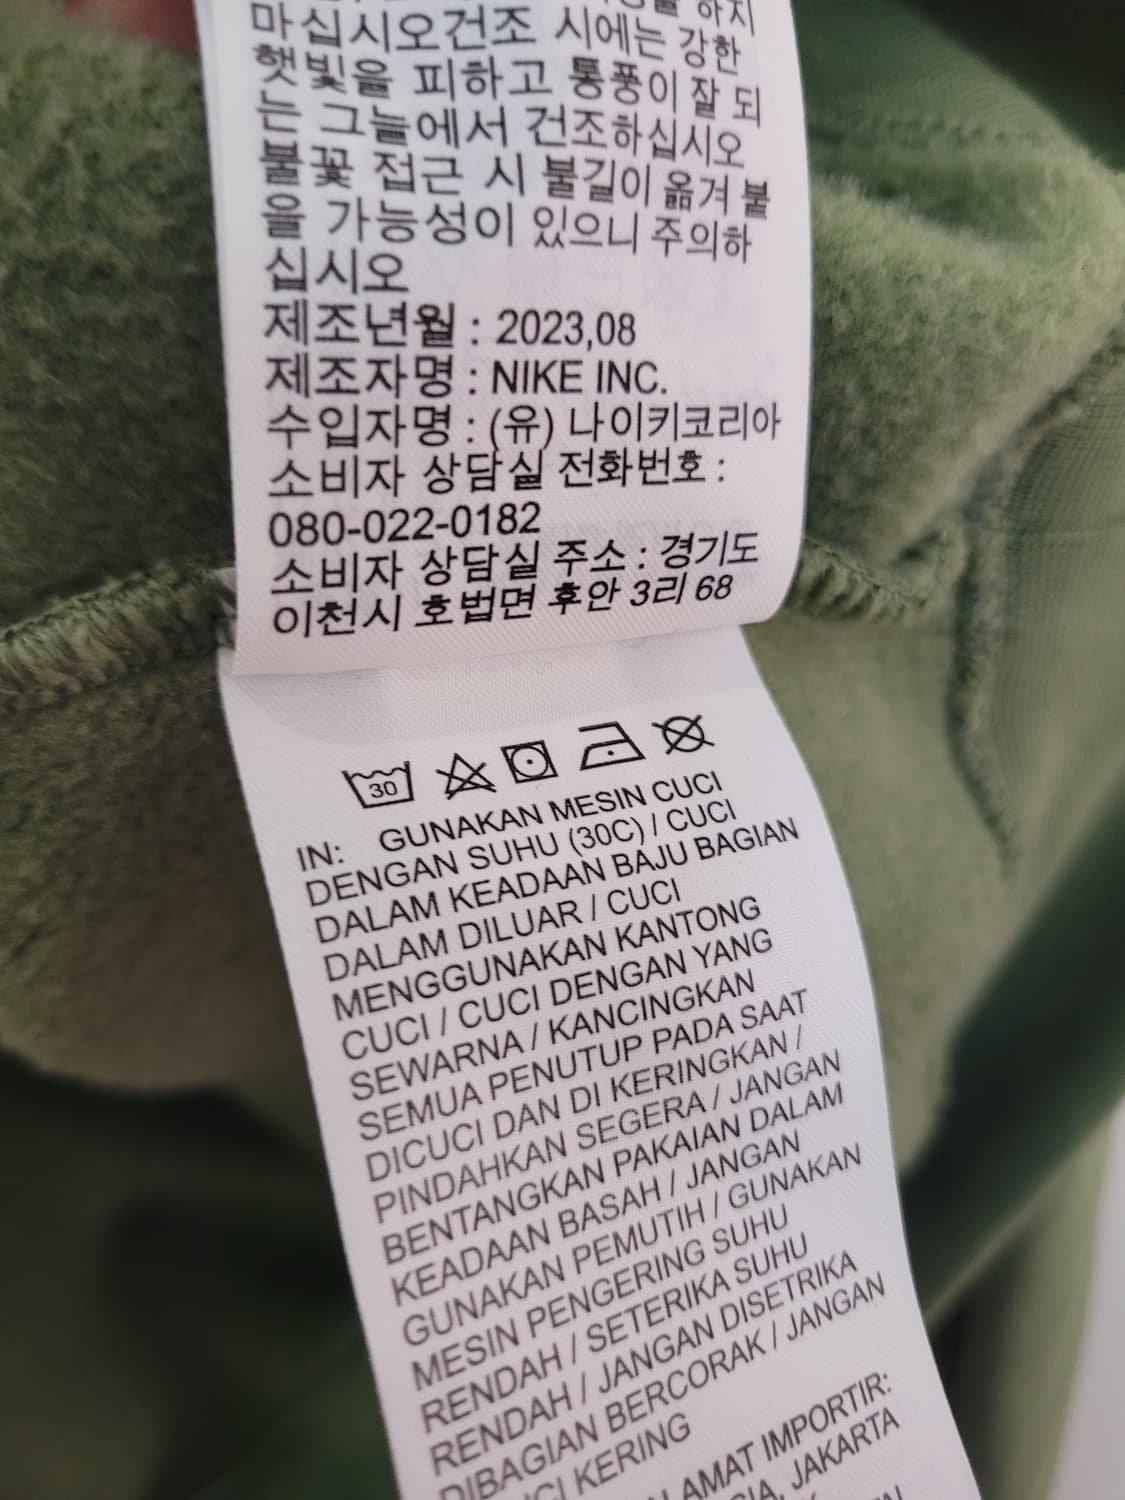 하지
마십시오건조 시에는 강한
햇빛을 피하고 통풍이 잘 되
는 그늘에서 건조하십시오
불꽃 접근 시 불길이 옮겨 붙
을 가능성이 있으니 주의하
십시오
제조년월 : 2023,08
제조자명 : NIKE INC.
수입자명 : (유) 나이키코리아
소비자 상담실 전화번호 :
080-022-0182
소비자 상담실 주소 : 경기도
이천시 호법면 후안 3리 68
30
IN: GUNAKAN MESIN CUCI
DENGAN SUHU (30C) / CUCI
DALAM KEADAAN BAJU BAGIAN
DALAM DILUAR / CUCI
MENGGUNAKAN KANTONG
CUCI / CUCI DENGAN YANG
SEWARNA / KANCINGKAN
SEMUA PENUTUP PADA SAAT
DICUCI DAN DI KERINGKAN /
PINDAHKAN SEGERA / JANGAN
BENTANGKAN PAKAIAN DALAM
KEADAAN BASAH / JANGAN
GUNAKAN PEMUTIH / GUNAKAN
MESIN PENGERING SUHU
RENDAH / SETERIKA SUHU
RENDAH / JANGAN DISETRIKA
DIBAGIAN BERCORAK / JANGAN
KERING
IMPORTIR:
JAKARTA